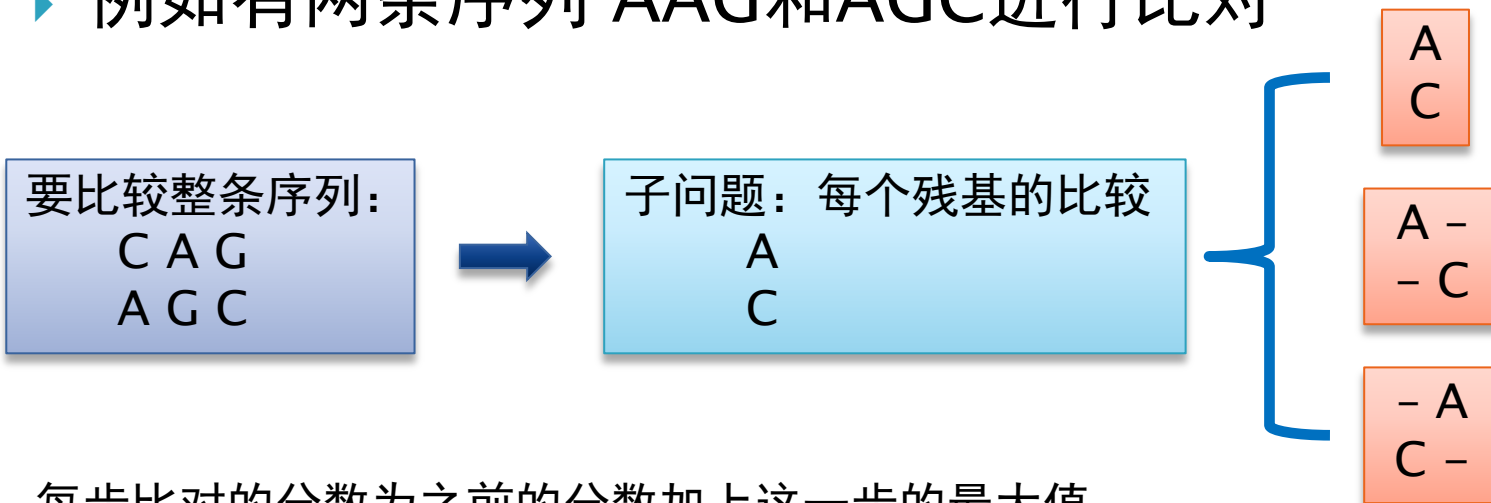 例如有两条序列 AAG和AGC进行比对
要比较整条序列：
C A G
A G C
子问题：每个残基的比较
A
C
A
C
A –
– C
– A
C –
每步比对的分数为之前的分数加上这一步的最大值